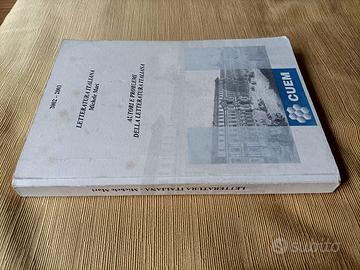 2002 - 2003
LETTERATURA ITALIANA
Michele Mari
AUTORI E PROBLEMI
DELLA LETTERATURA ITALIANA
CUEM
LETTERATURA ITALIANA - Michele Mari
subito